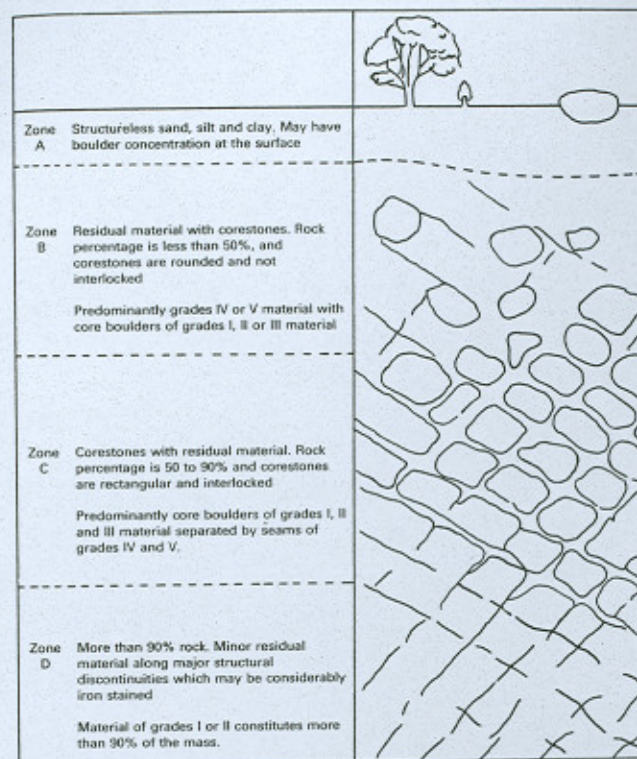 Zone A
Structureless sand, silt and clay. May have
boulder concentration at the surface
Zone B
Residual material with corestones. Rock
percentage is less than 50%, and
corestones are rounded and not
interlocked
Predominantly grades IV or V material with
core boulders of grades I, II or III material
Zone C
Corestones with residual material. Rock
percentage is 50 to 90% and corestones
are rectangular and interlocked
Predominantly core boulders of grades I, II
and III material separated by seams of
grades IV and V.
Zone D
More than 90% rock. Minor residual
material along major structural
discontinuities which may be considerably
iron stained
Material of grades I or II constitutes more
than 90% of the mass.